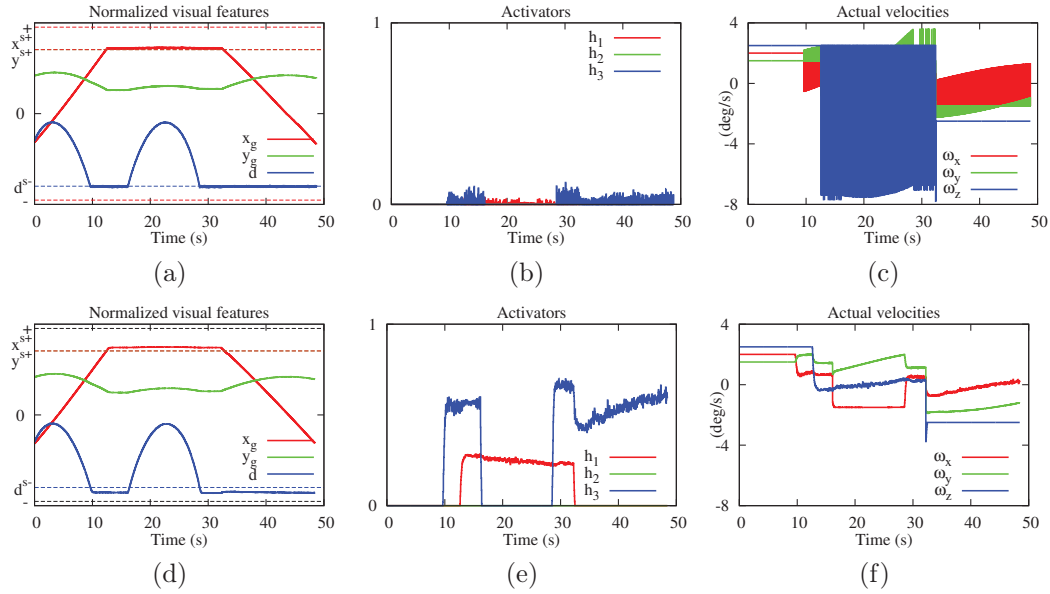 Normalized visual features
+
x^{s+}
y^{s+}
0
d^{s-}
-
x_g
y_g
d
0 10 20 30 40 50
Time (s)
(a)
Activators
1
0
h_1
h_2
h_3
0 10 20 30 40 50
Time (s)
(b)
Actual velocities
4
0
-4
-8
(deg/s)
ω_x
ω_y
ω_z
0 10 20 30 40 50
Time (s)
(c)
Normalized visual features
+
x^{s+}
y^{s+}
0
d^{s-}
-
x_g
y_g
d
0 10 20 30 40 50
Time (s)
(d)
Activators
1
0
h_1
h_2
h_3
0 10 20 30 40 50
Time (s)
(e)
Actual velocities
4
0
-4
-8
(deg/s)
ω_x
ω_y
ω_z
0 10 20 30 40 50
Time (s)
(f)